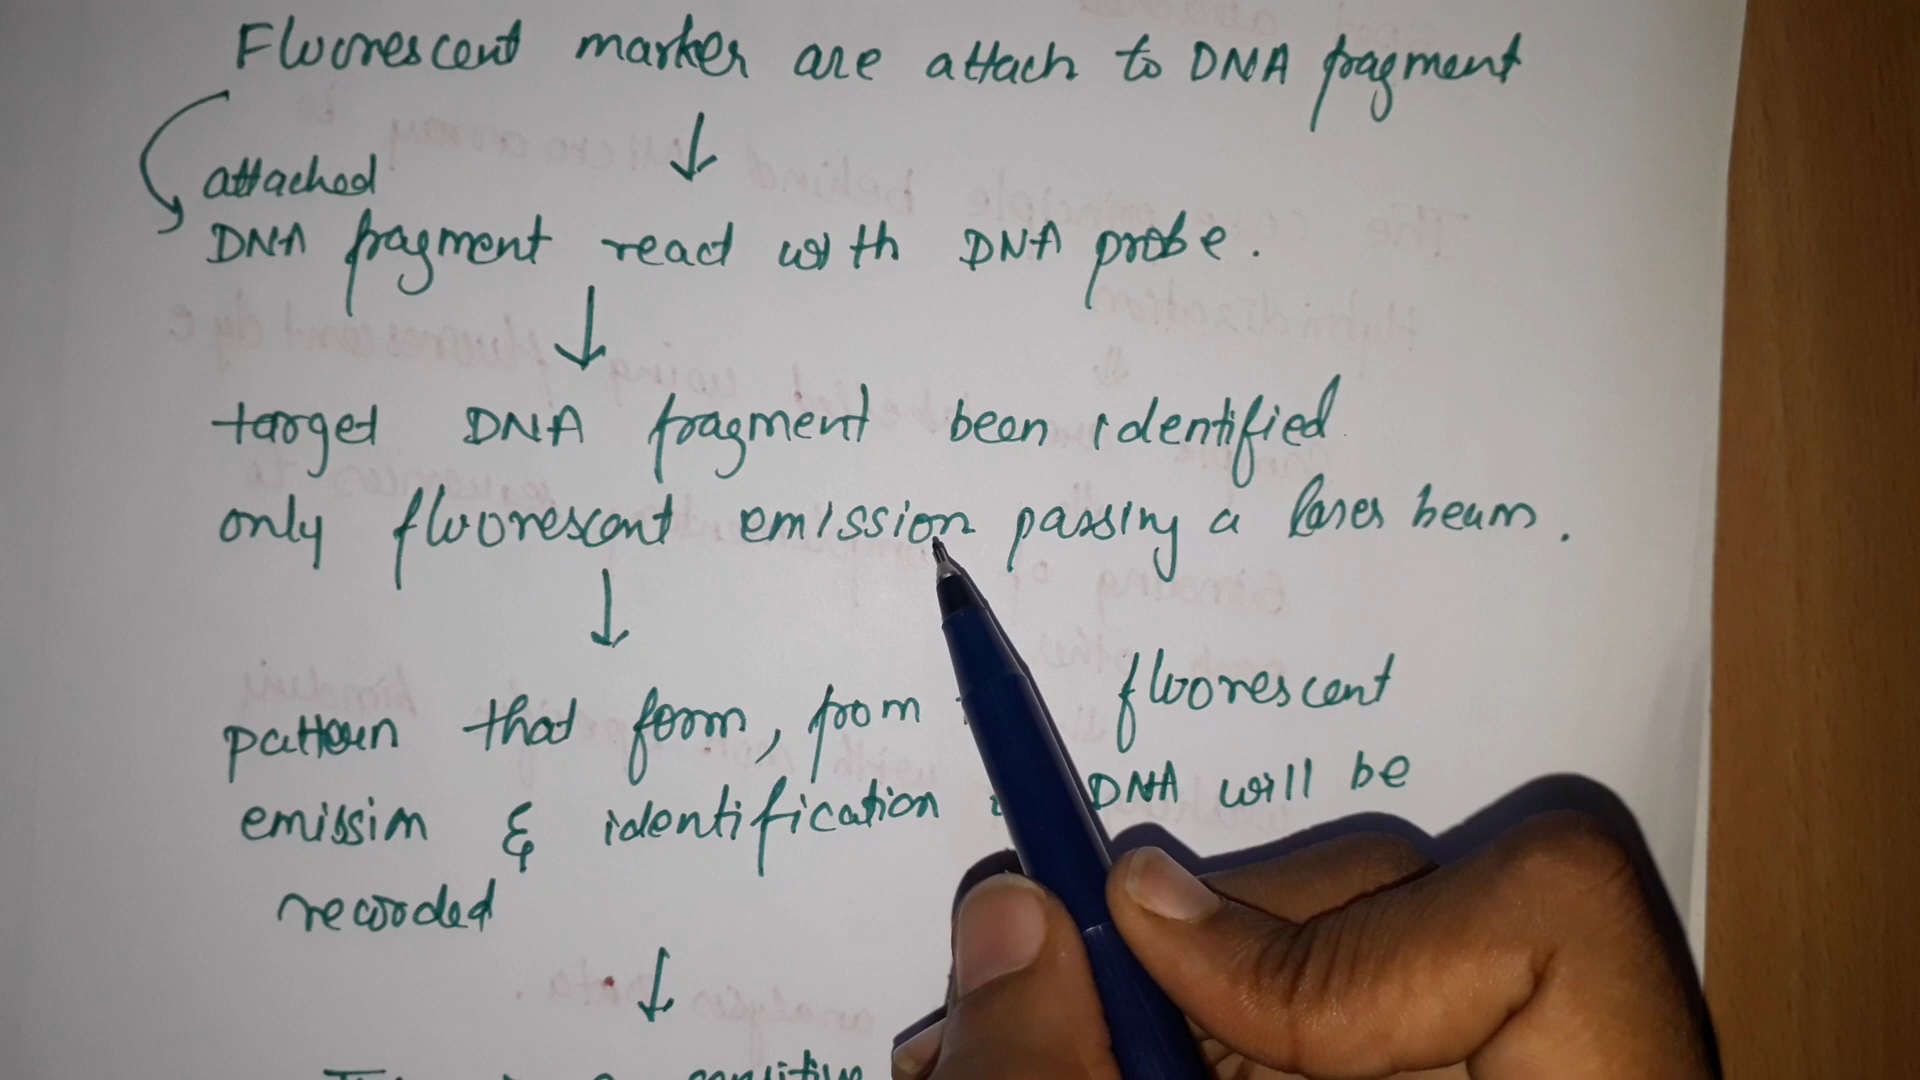 Fluorescent marker are attach to DNA fragment
attached
DNA fragment read with DNA probe.
target DNA fragment been identified
only fluorescent emission passing a laser beam.
pattern that form, from fluorescent
emission & identification DNA will be
recorded